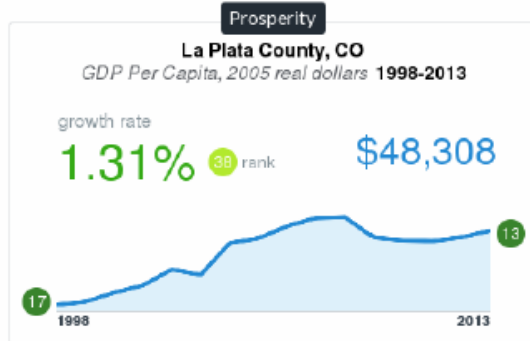 Prosperity
La Plata County, CO
GDP Per Capita, 2005 real dollars 1998-2013
growth rate
1.31% 38 rank $48,308
17 13
1998 2013